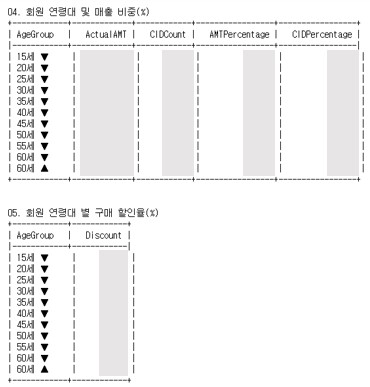 04. 회원 연령대 및 매출 비중(%)
| AgeGroup | ActualAMT | CIDCount | AMTPercentage | CIDPercentage |
| 15세 ▼
| 20세 ▼
| 25세 ▼
| 30세 ▼
| 35세 ▼
| 40세 ▼
| 45세 ▼
| 50세 ▼
| 55세 ▼
| 60세 ▼
| 60세 ▲
05. 회원 연령대 별 구매 할인율(%)
| AgeGroup | Discount |
| 15세 ▼
| 20세 ▼
| 25세 ▼
| 30세 ▼
| 35세 ▼
| 40세 ▼
| 45세 ▼
| 50세 ▼
| 55세 ▼
| 60세 ▼
| 60세 ▲